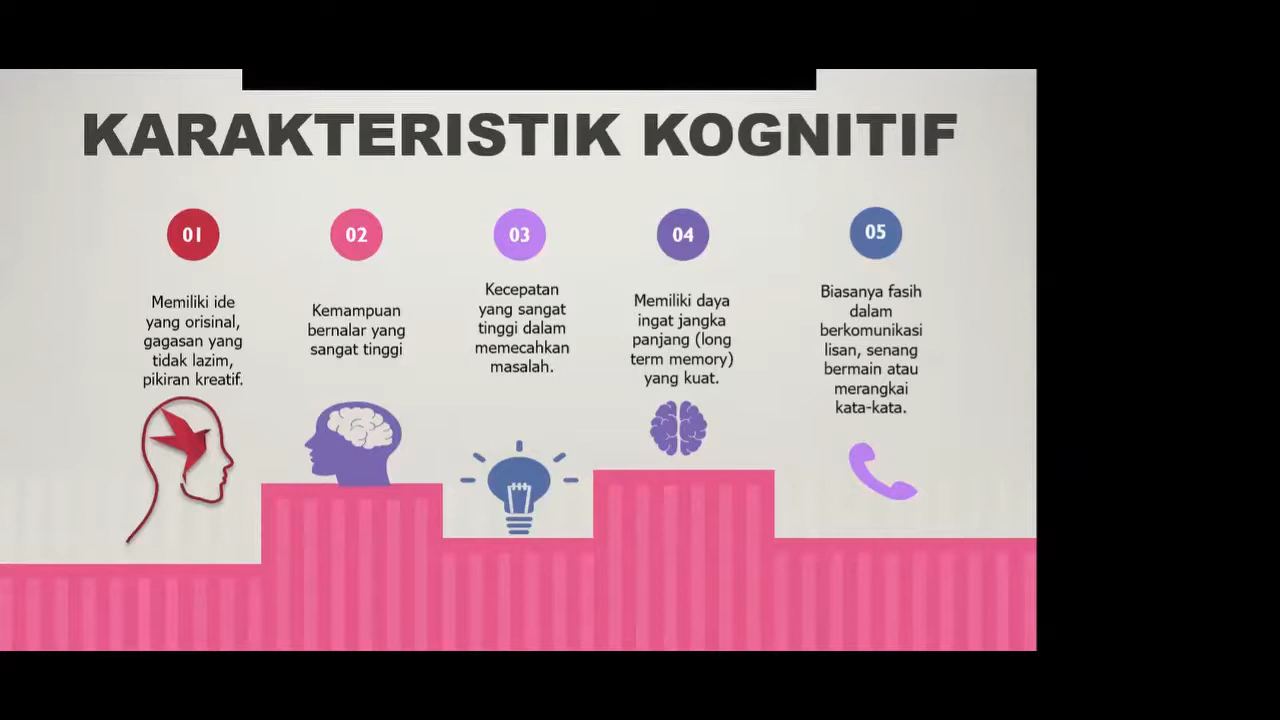 KARAKTERISTIK KOGNITIF
01
Memiliki ide
yang orisinal,
gagasan yang
tidak lazim,
pikiran kreatif.
02
Kemampuan
bernalar yang
sangat tinggi
03
Kecepatan
yang sangat
tinggi dalam
memecahkan
masalah.
04
Memiliki daya
ingat jangka
panjang (long
term memory)
yang kuat.
05
Biasanya fasih
dalam
berkomunikasi
lisan, senang
bermain atau
merangkai
kata-kata.